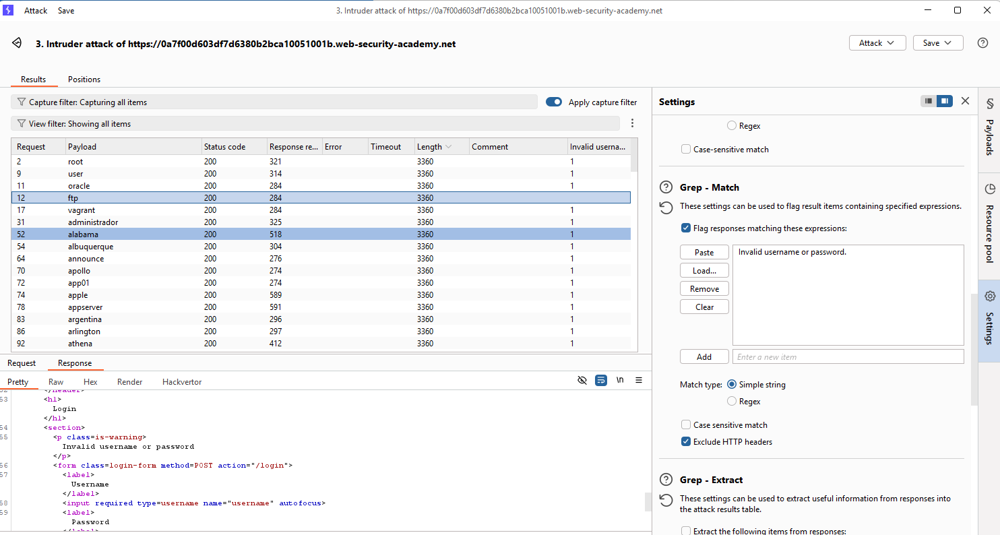 Attack Save 3. Intruder attack of https://0a7f00d603df7d6380b2bca10051001b.web-security-academy.net
3. Intruder attack of https://0a7f00d603df7d6380b2bca10051001b.web-security-academy.net
Attack Save
Results Positions
Capture filter: Capturing all items Apply capture filter
View filter: Showing all items
Request Payload Status code Response re... Error Timeout Length Comment Invalid userna...
2 root 200 321 3360 1
9 user 200 314 3360 1
11 oracle 200 284 3360 1
12 ftp 200 284 3360
17 vagrant 200 284 3360 1
31 administrador 200 325 3360 1
52 alabama 200 518 3360 1
54 albuquerque 200 304 3360 1
64 announce 200 276 3360 1
70 apollo 200 274 3360 1
72 app01 200 274 3360 1
74 apple 200 589 3360 1
78 appserver 200 591 3360 1
83 argentina 200 296 3360 1
86 arlington 200 297 3360 1
92 athena 200 412 3360 1
Request Response
Pretty Raw Hex Render Hackvertor \n
</header>
53 <h1>
Login
</h1>
54 <section>
55 <p class=is-warning>
Invalid username or password
</p>
56 <form class=login-form method=POST action="/login">
57 <label>
Username
</label>
58 <input required type=username name="username" autofocus>
59 <label>
Password
</label>
Settings
Regex
Case-sensitive match
Grep - Match
These settings can be used to flag result items containing specified expressions.
Flag responses matching these expressions:
Paste Invalid username or password.
Load...
Remove
Clear
Add Enter a new item
Match type: Simple string
Regex
Case sensitive match
Exclude HTTP headers
Grep - Extract
These settings can be used to extract useful information from responses into
the attack results table.
Extract the following items from responses:
Payloads
Resource pool
Settings